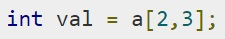 int val = a[2,3];